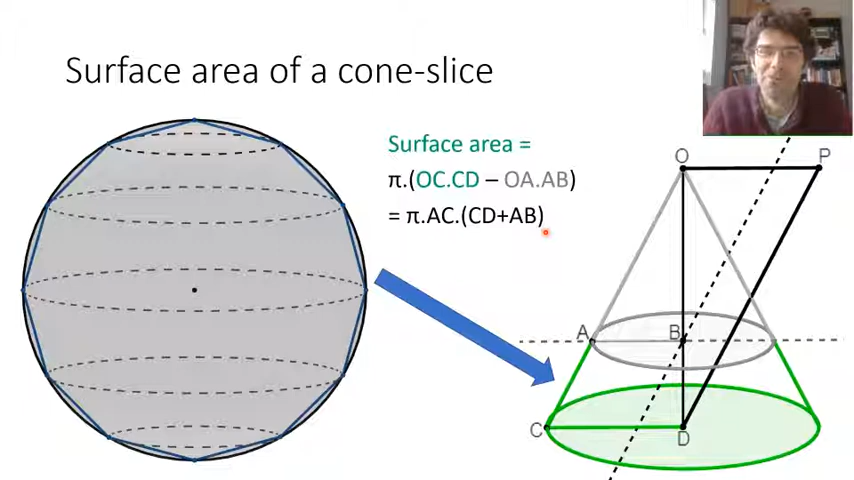 Surface area of a cone-slice
Surface area =
π.(OC.CD – OA.AB)
= π.AC.(CD+AB)
O
P
A
B
C
D